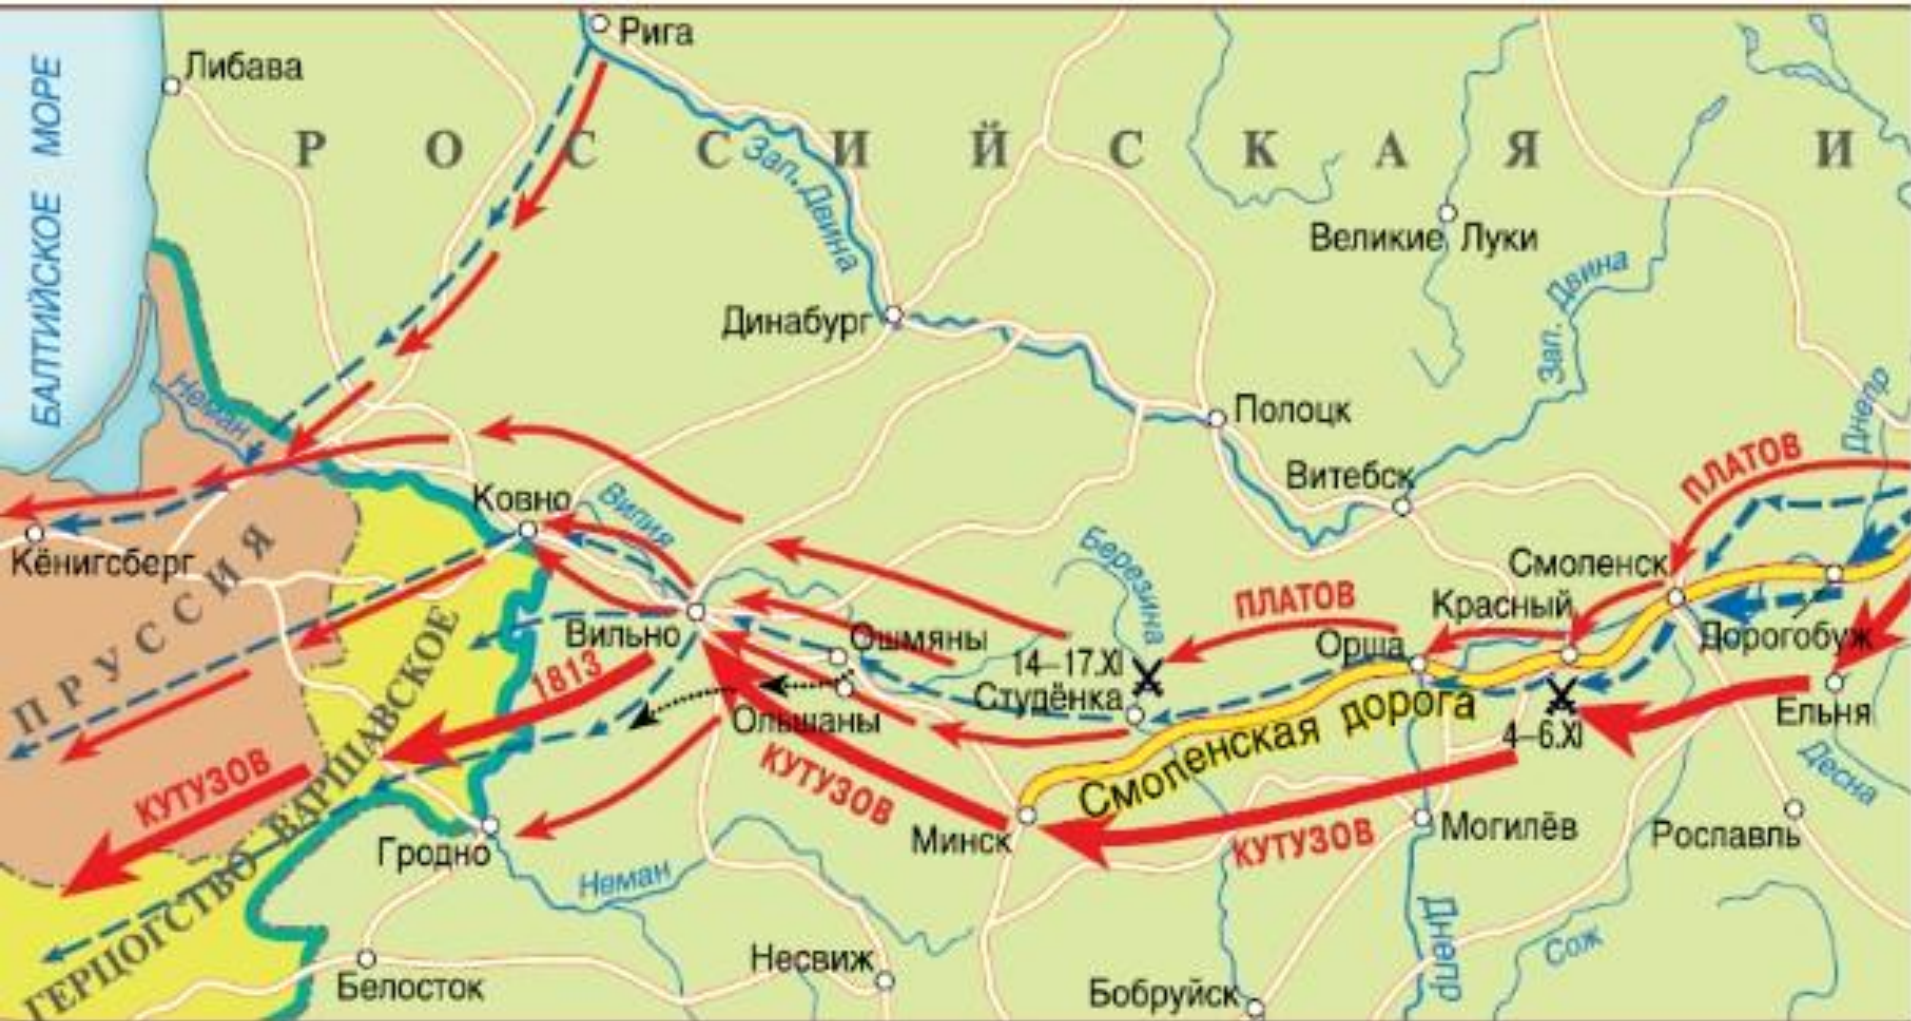 Рига
Либава
БАЛТИЙСКОЕ МОРЕ
РОССИЙСКАЯ И
Зап. Двина
Великие Луки
Зап. Двина
Динабург
Неман
Днепр
Полоцк
ПЛАТОВ
Витебск
Ковно
Вилия
Кёнигсберг
ПРУССИЯ
Березина
Смоленск
ПЛАТОВ
Красный
Вильно
Ошмяны
Орша
Дорогобуж
14–17.XI
Студёнка
1813
Ольшаны
Смоленская дорога
4–6.XI
Ельня
КУТУЗОВ
КУТУЗОВ
Десна
ГЕРЦОГСТВО ВАРШАВСКОЕ
Минск
КУТУЗОВ
Могилёв
Рославль
Гродно
Неман
Днепр
Сож
Несвиж
Белосток
Бобруйск